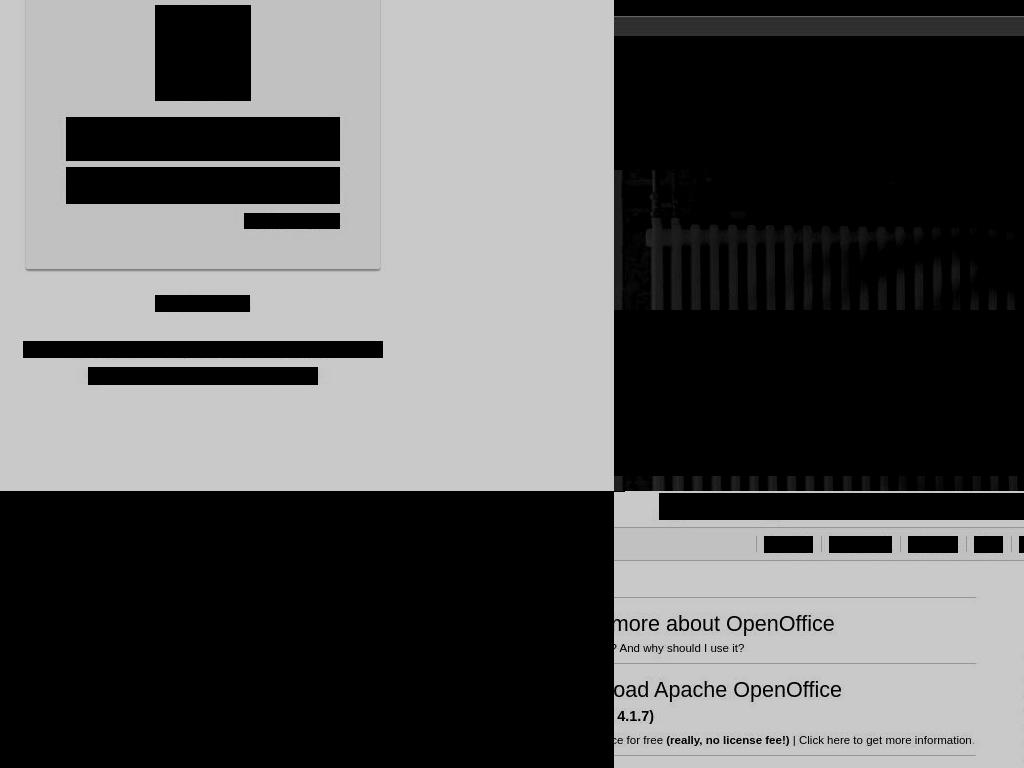 more about OpenOffice
? And why should I use it?
oad Apache OpenOffice
4.1.7)
ce for free (really, no license fee!) | Click here to get more information.